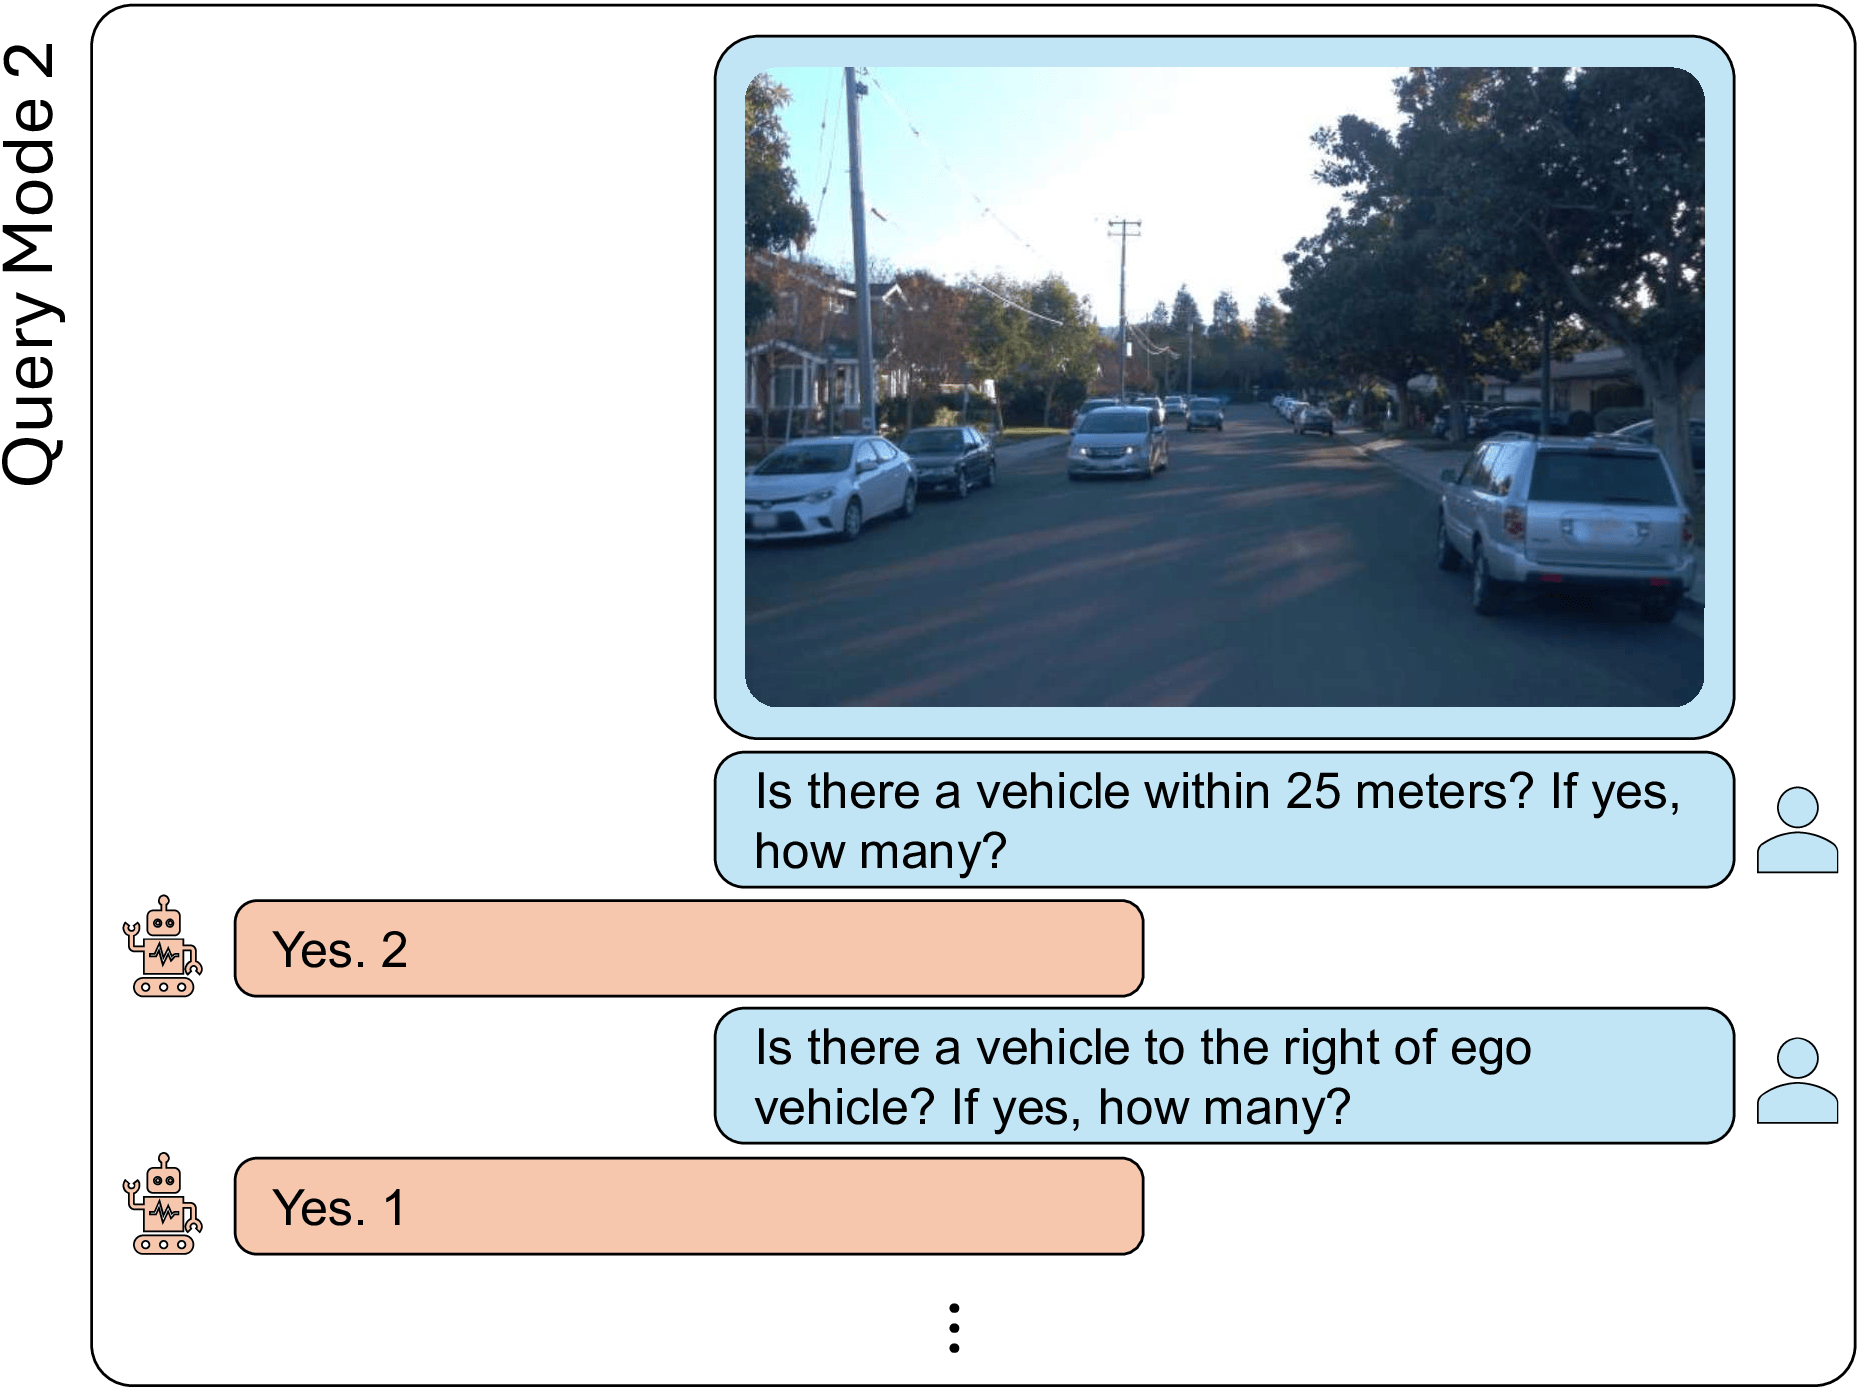 Query Mode 2
Is there a vehicle within 25 meters? If yes,
how many?
Yes. 2
Is there a vehicle to the right of ego
vehicle? If yes, how many?
Yes. 1